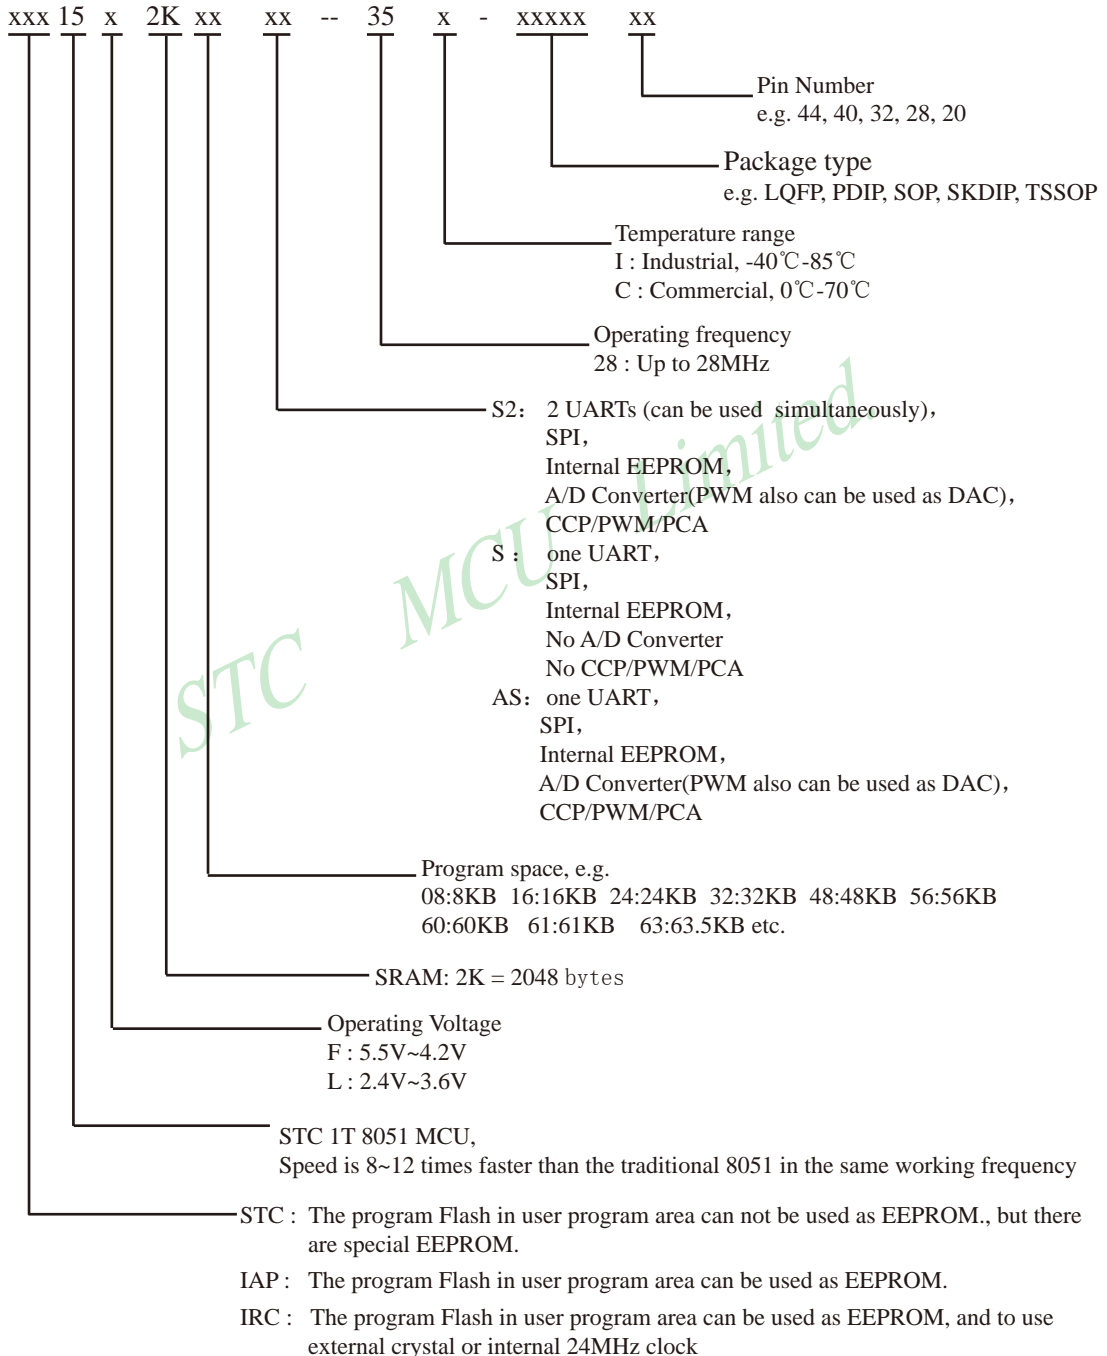 xxx 15 x 2K xx xx -- 35 x - xxxxx xx
Pin Number
e.g. 44, 40, 32, 28, 20
Package type
e.g. LQFP, PDIP, SOP, SKDIP, TSSOP
Temperature range
I : Industrial, -40℃-85℃
C : Commercial, 0℃-70℃
Operating frequency
28 : Up to 28MHz
S2： 2 UARTs (can be used simultaneously)，
SPI，
Internal EEPROM，
A/D Converter(PWM also can be used as DAC)，
CCP/PWM/PCA
S ： one UART，
SPI，
Internal EEPROM，
No A/D Converter
No CCP/PWM/PCA
AS： one UART，
SPI，
Internal EEPROM，
A/D Converter(PWM also can be used as DAC)，
CCP/PWM/PCA
STC MCU Limited.
Program space, e.g.
08:8KB 16:16KB 24:24KB 32:32KB 48:48KB 56:56KB
60:60KB 61:61KB 63:63.5KB etc.
SRAM: 2K = 2048 bytes
Operating Voltage
F : 5.5V~4.2V
L : 2.4V~3.6V
STC 1T 8051 MCU,
Speed is 8~12 times faster than the traditional 8051 in the same working frequency
STC : The program Flash in user program area can not be used as EEPROM., but there
are special EEPROM.
IAP : The program Flash in user program area can be used as EEPROM.
IRC : The program Flash in user program area can be used as EEPROM, and to use
external crystal or internal 24MHz clock